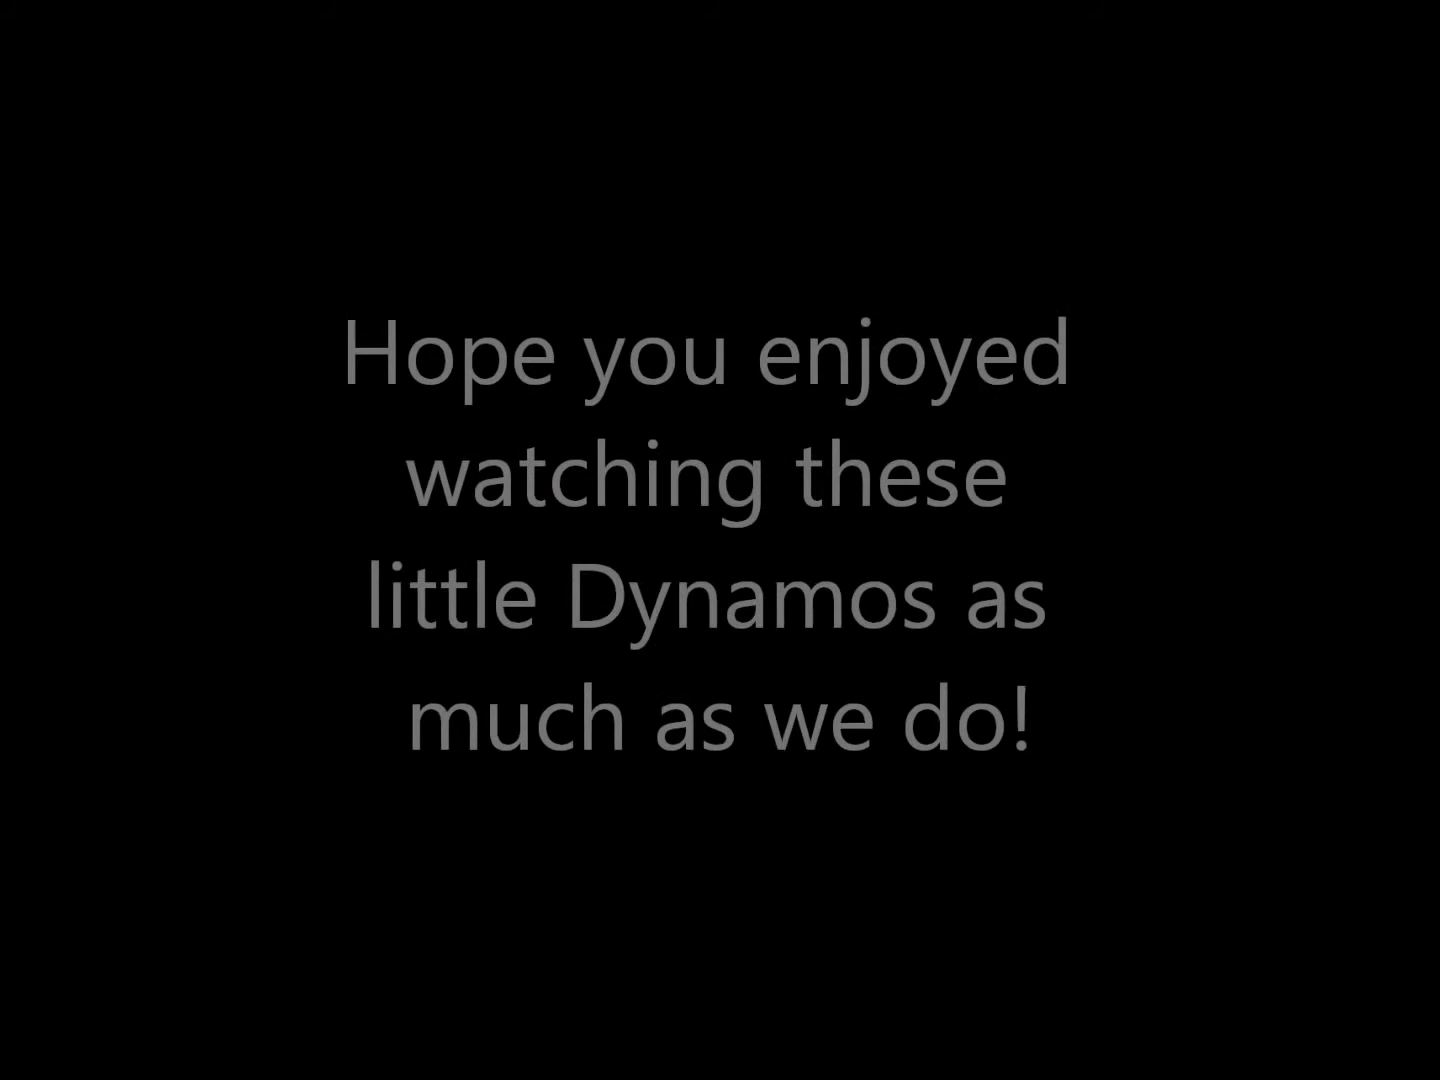 Hope you enjoyed
watching these
little Dynamos as
much as we do!